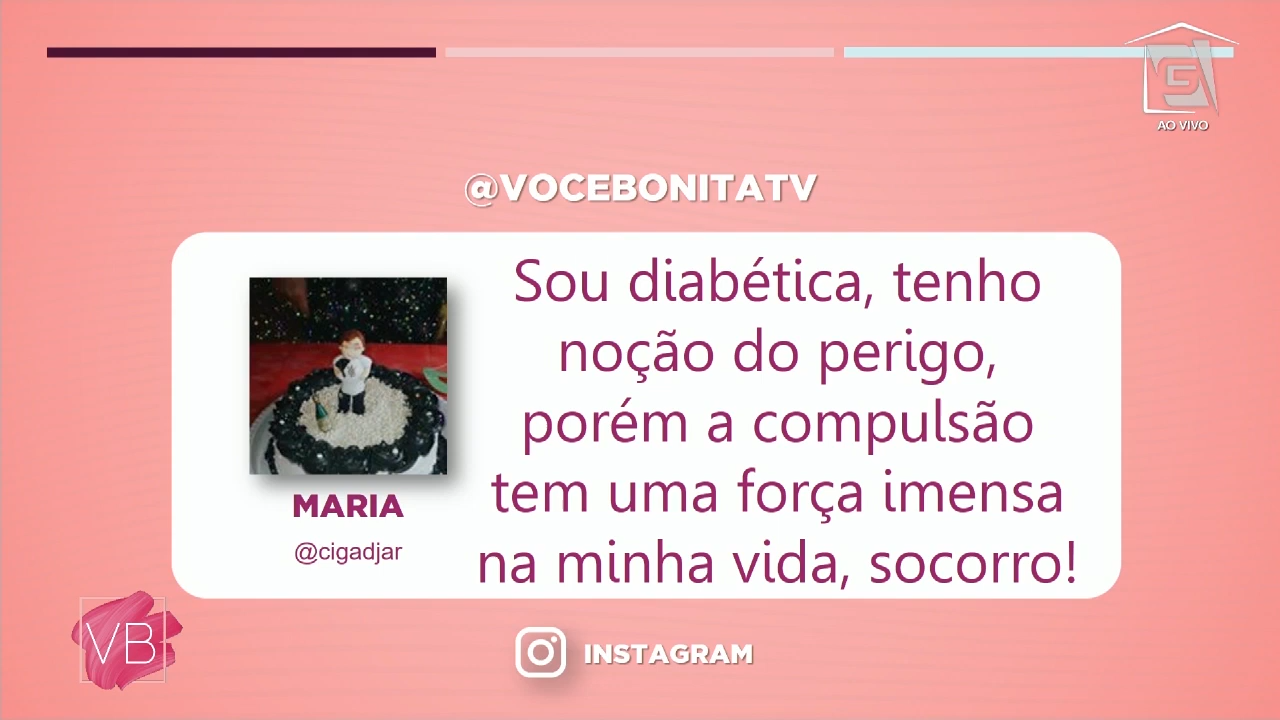 AO VIVO
@VOCEBONITATV
Sou diabética, tenho
noção do perigo,
porém a compulsão
tem uma força imensa
na minha vida, socorro!
MARIA
@cigadjar
VB
INSTAGRAM